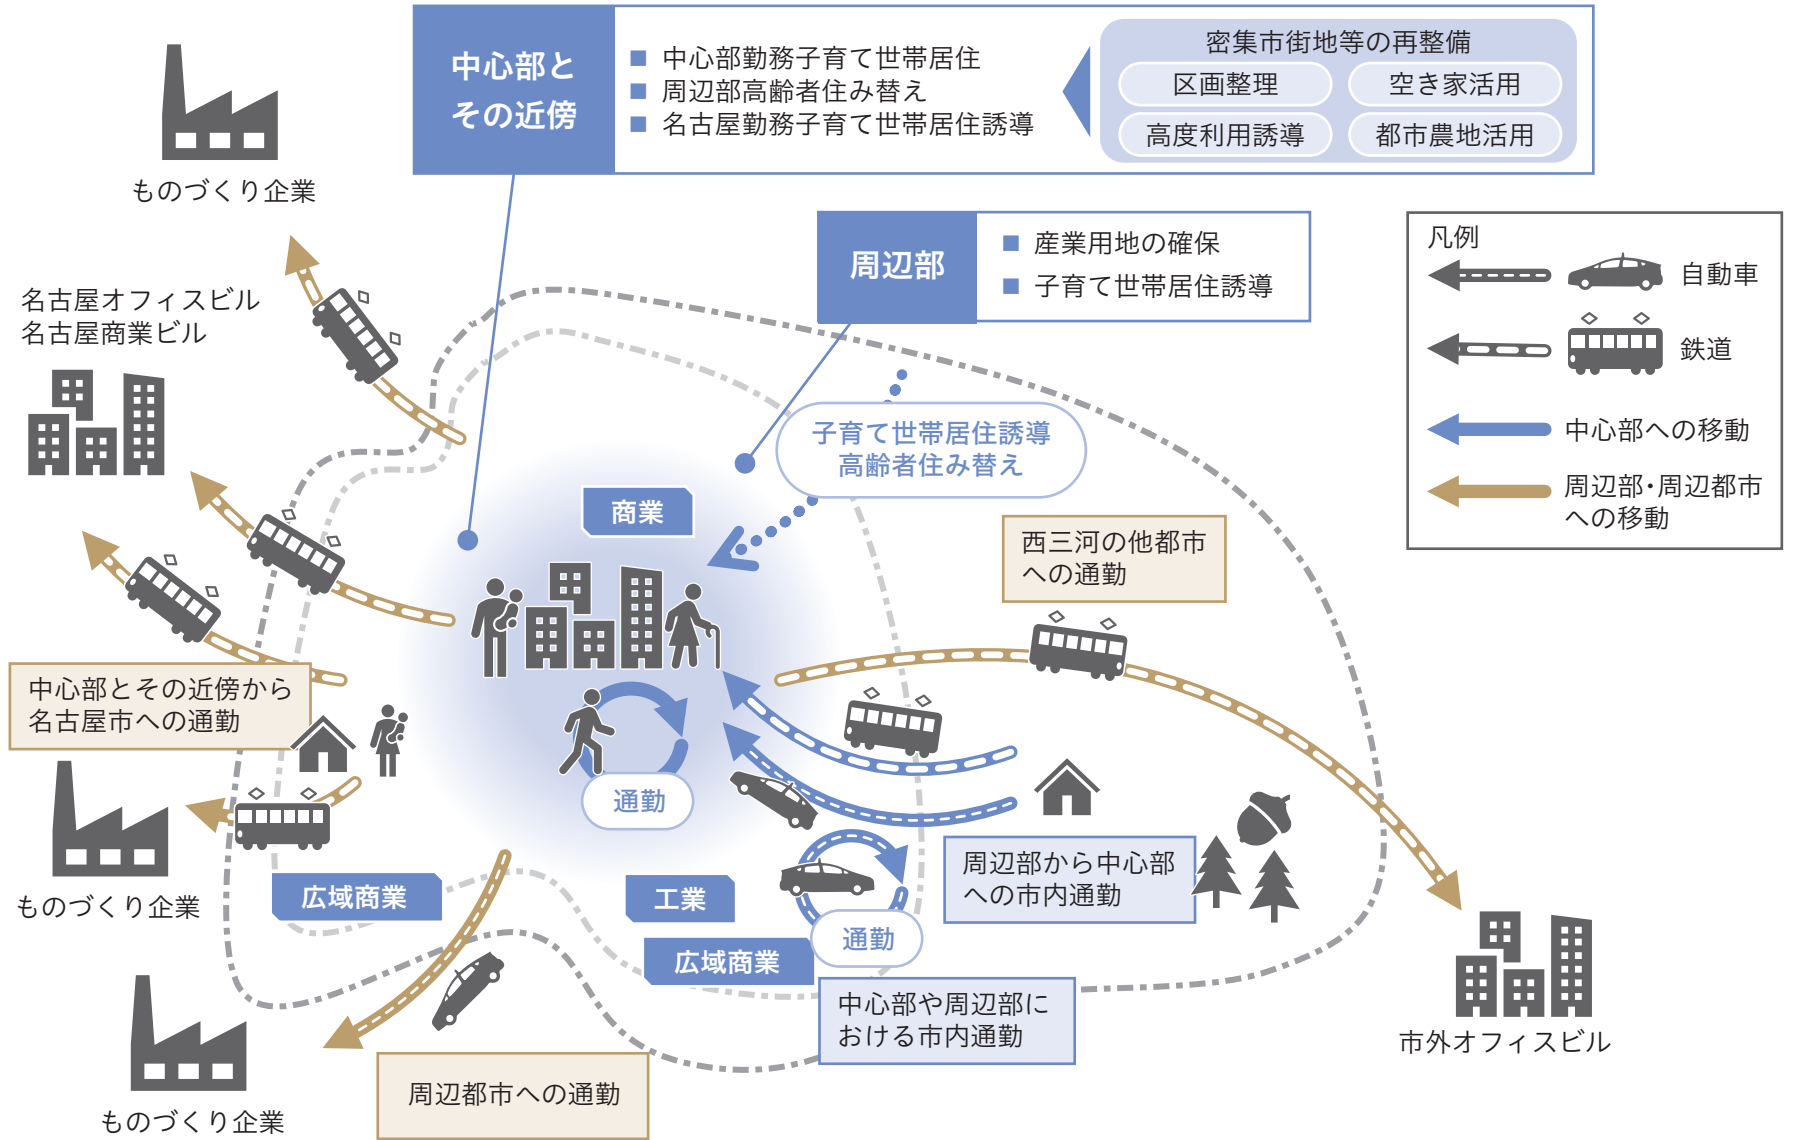 中心部と
その近傍
中心部勤務子育て世帯居住
周辺部高齢者住み替え
名古屋勤務子育て世帯居住誘導
密集市街地等の再整備
区画整理
空き家活用
高度利用誘導
都市農地活用
ものづくり企業
周辺部
産業用地の確保
子育て世帯居住誘導
凡例
自動車
鉄道
中心部への移動
周辺部・周辺都市
への移動
名古屋オフィスビル
名古屋商業ビル
子育て世帯居住誘導
高齢者住み替え
商業
西三河の他都市
への通勤
中心部とその近傍から
名古屋市への通勤
通勤
ものづくり企業
広域商業
工業
広域商業
通勤
周辺部から中心部
への市内通勤
中心部や周辺部に
おける市内通勤
市外オフィスビル
周辺都市への通勤
ものづくり企業